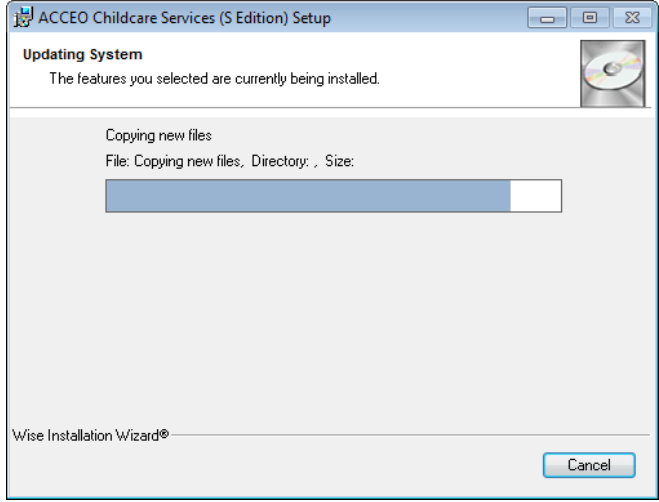 ACCEO Childcare Services (S Edition) Setup
Updating System
The features you selected are currently being installed.
Copying new files
File: Copying new files, Directory: , Size:
Wise Installation Wizard®
Cancel